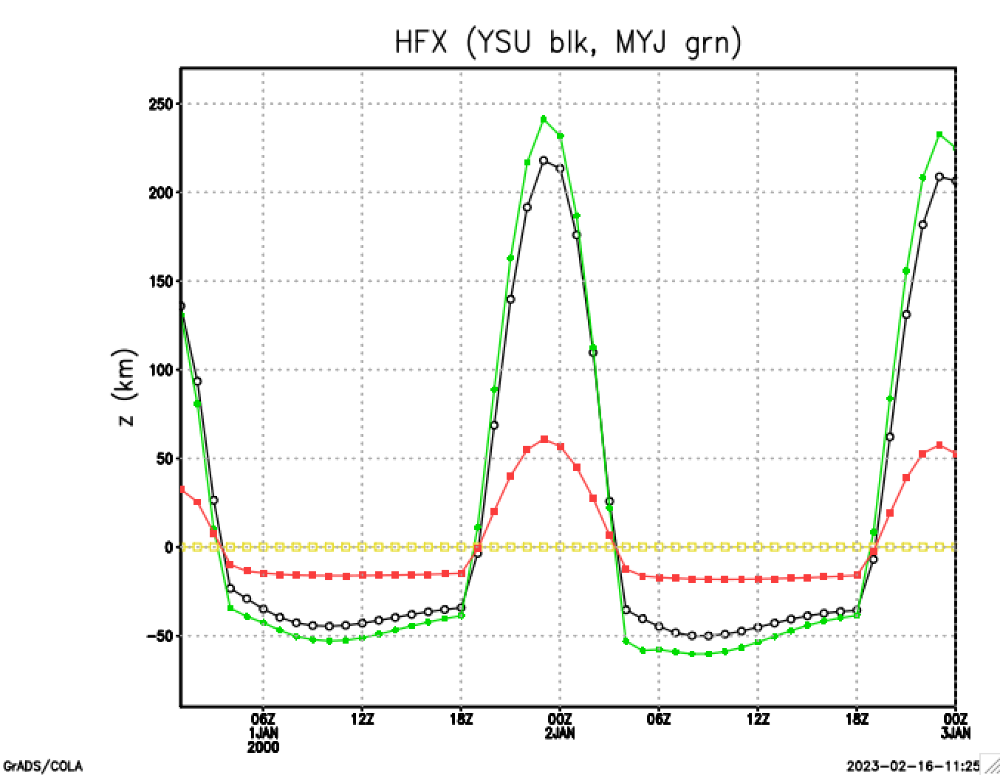 HFX (YSU blk, MYJ grn)
z (km)
250
200
150
100
50
0
−50
06Z 12Z 18Z 00Z 06Z 12Z 18Z 00Z
1JAN 2JAN 3JAN
2000
GrADS/COLA 2023-02-16-11:25